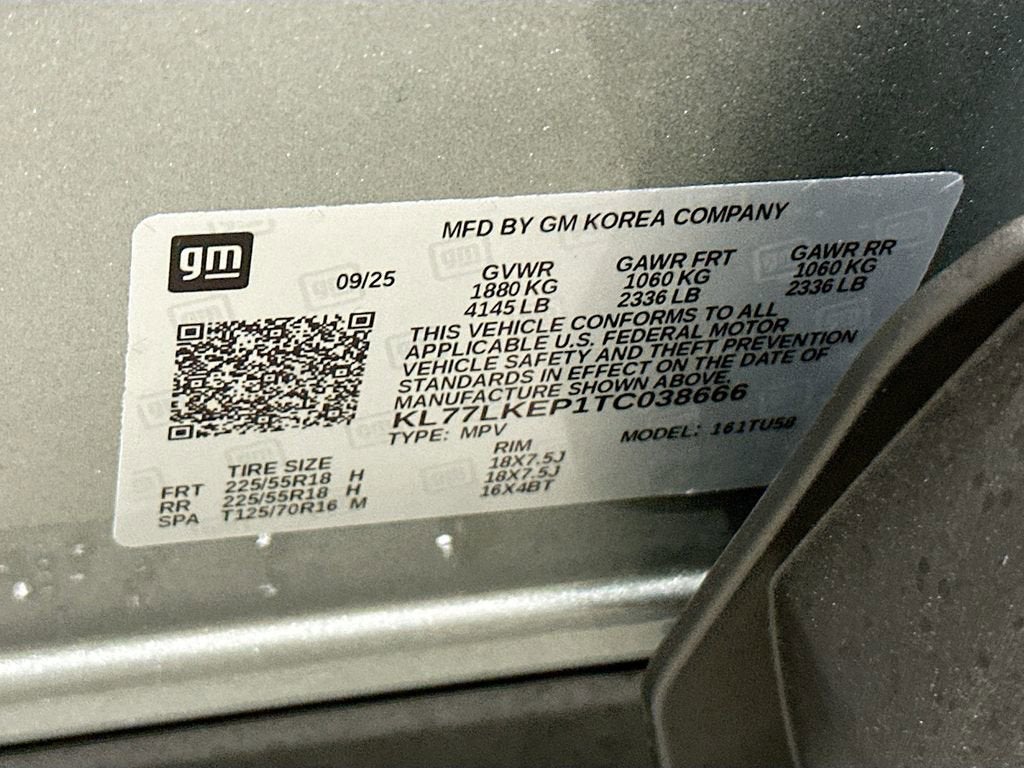 gm
MFD BY GM KOREA COMPANY
09/25
GVWR GAWR FRT GAWR RR
1880 KG 1060 KG 1060 KG
4145 LB 2336 LB 2336 LB
THIS VEHICLE CONFORMS TO ALL
APPLICABLE U.S. FEDERAL MOTOR
VEHICLE SAFETY AND THEFT PREVENTION
STANDARDS IN EFFECT ON THE DATE OF
MANUFACTURE SHOWN ABOVE.
KL77LKEP1TC038666
TYPE: MPV MODEL: 161TU58
TIRE SIZE RIM
FRT 225/55R18 H 18X7.5J
RR 225/55R18 H 18X7.5J
SPA T125/70R16 M 16X4BT